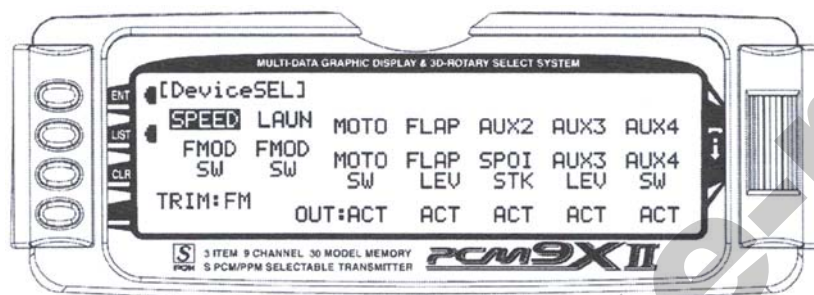 MULTI-DATA GRAPHIC DISPLAY & 3D-ROTARY SELECT SYSTEM
ENT
LIST
CLR
[DeviceSEL]
SPEED LAUN MOTO FLAP AUX2 AUX3 AUX4
FMOD FMOD MOTO FLAP SPOI AUX3 AUX4
SW SW SW LEV STK LEV SW
TRIM:FM
OUT:ACT ACT ACT ACT ACT
S PCM
3 ITEM 9 CHANNEL 30 MODEL MEMORY
S PCM/PPM SELECTABLE TRANSMITTER
PCM9X II
e-